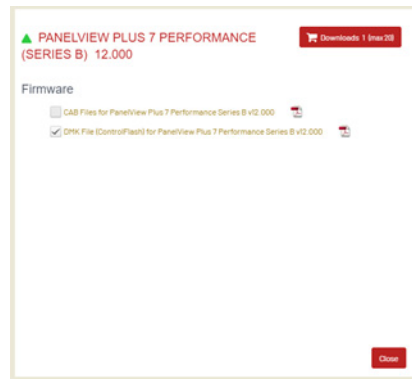 PANELVIEW PLUS 7 PERFORMANCE
Downloads 1 (max 20)
(SERIES B) 12.000
Firmware
CAB Files for PanelView Plus 7 Performance Series B v12.000
DMK File (ControlFlash) for PanelView Plus 7 Performance Series B v12.000
Close